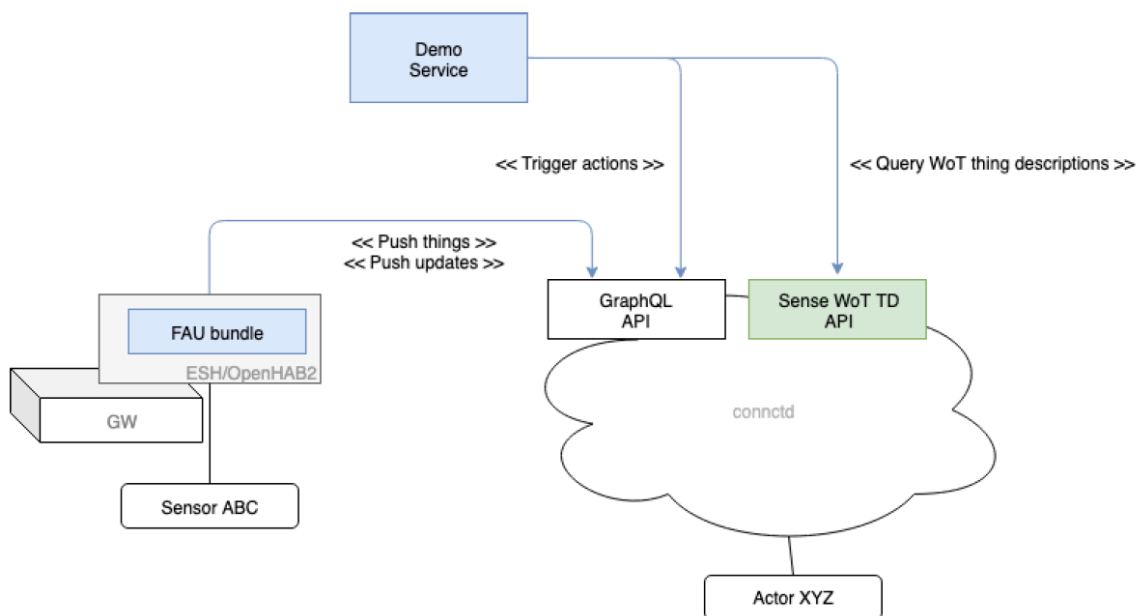 Demo
Service
<< Trigger actions >>
<< Query WoT thing descriptions >>
<< Push things >>
<< Push updates >>
GraphQL
API
Sense WoT TD
API
FAU bundle
ESH/OpenHAB2
GW
connctd
Sensor ABC
Actor XYZ